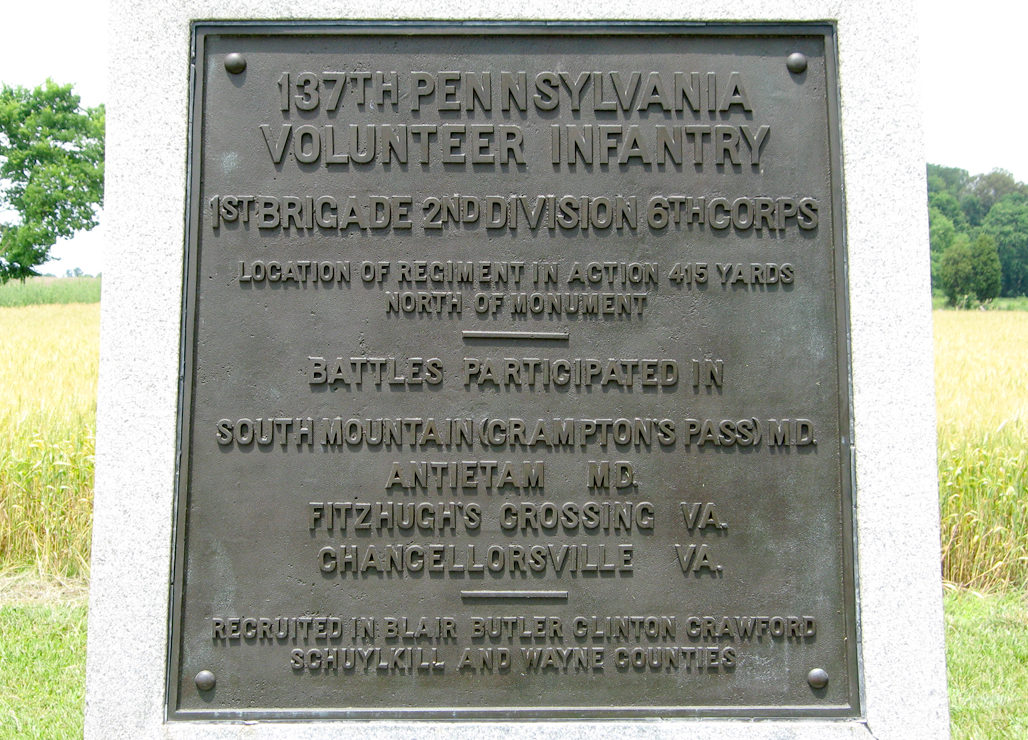 137TH PENNSYLVANIA
VOLUNTEER INFANTRY
1ST BRIGADE 2ND DIVISION 6TH CORPS
LOCATION OF REGIMENT IN ACTION 415 YARDS
NORTH OF MONUMENT
BATTLES PARTICIPATED IN
SOUTH MOUNTAIN (CRAMPTON'S PASS) MD.
ANTIETAM MD.
FITZHUGH'S CROSSING VA.
CHANCELLORSVILLE VA.
RECRUITED IN BLAIR BUTLER CLINTON CRAWFORD
SCHUYLKILL AND WAYNE COUNTIES